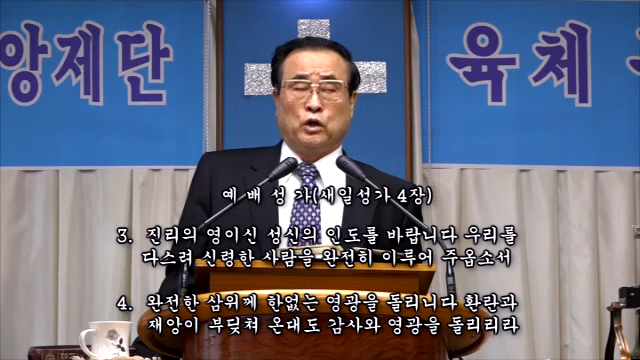 앙제단
육체
예 배 성 가(새일성가 4장)
3. 진리의 영이신 성신의 인도를 바랍니다 우리를
다스려 신령한 사람을 완전히 이루어 주옵소서
4. 완전한 삼위께 한없는 영광을 돌리니다 환란과
재앙이 부딪쳐 온대도 감사와 영광을 돌리리라